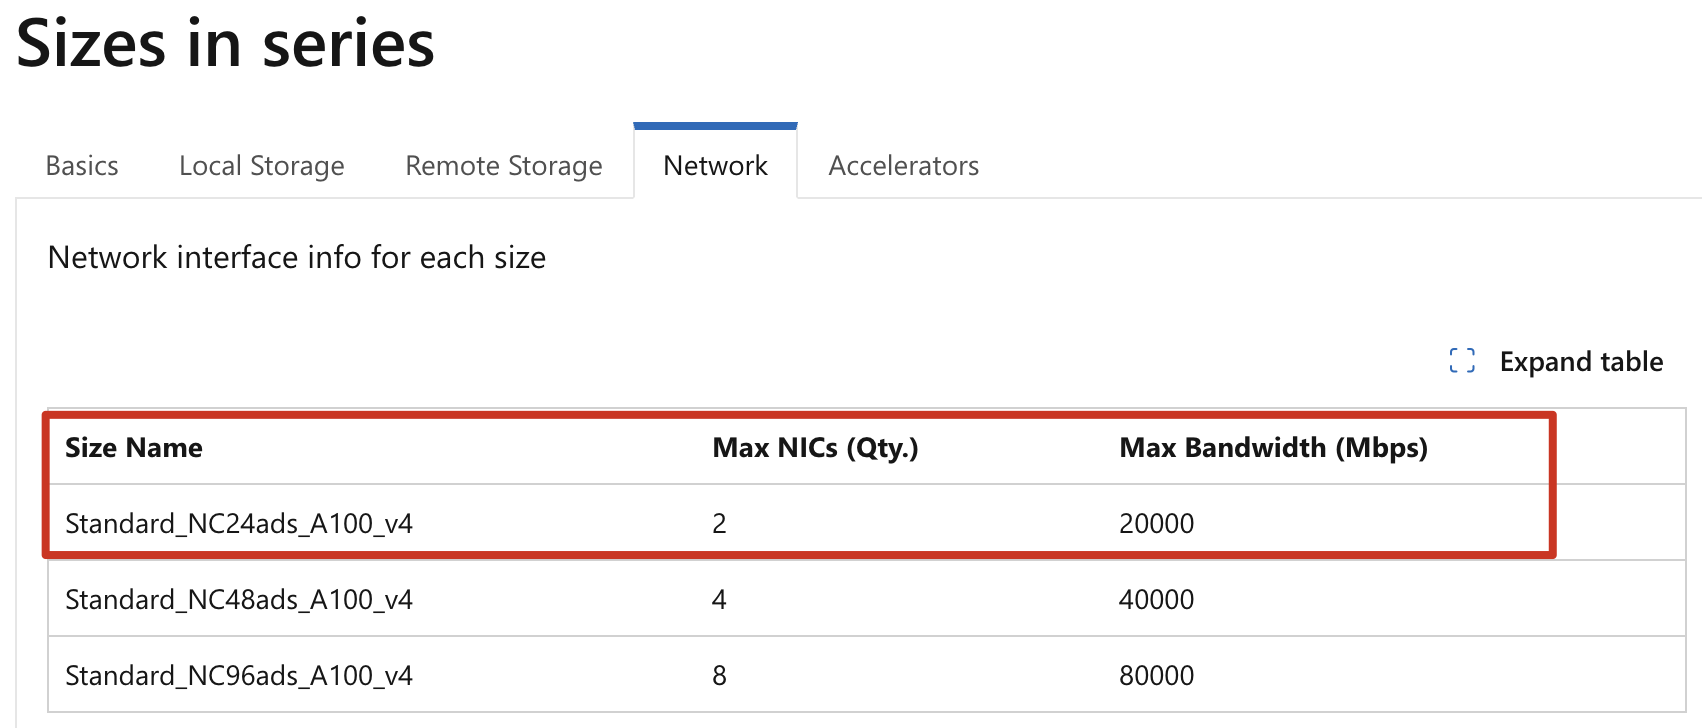 Sizes in series
Basics Local Storage Remote Storage Network Accelerators
Network interface info for each size
Expand table
Size Name Max NICs (Qty.) Max Bandwidth (Mbps)
Standard_NC24ads_A100_v4 2 20000
Standard_NC48ads_A100_v4 4 40000
Standard_NC96ads_A100_v4 8 80000